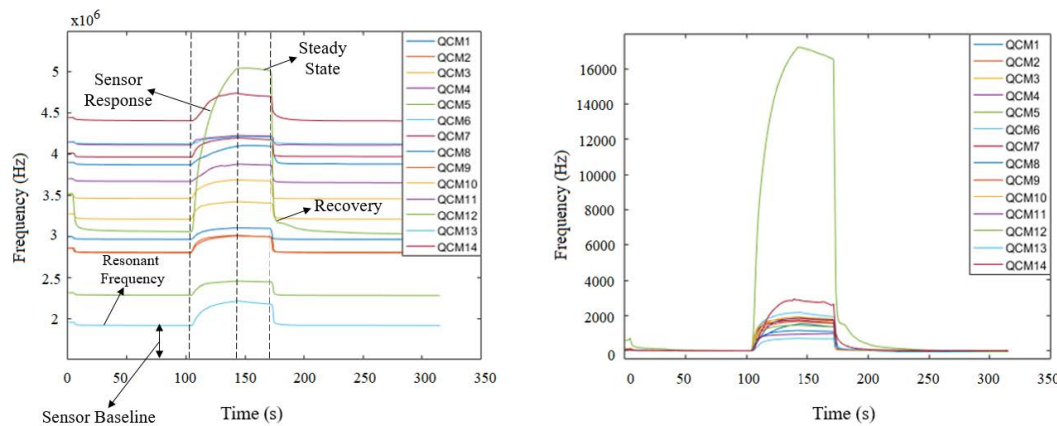 x10⁶
5
4.5
4
3.5
3
2.5
2
0
50
100
150
200
250
300
350
Frequency (Hz)
Time (s)
Sensor
Response
Steady
State
Recovery
Resonant
Frequency
Sensor Baseline
QCM1
QCM2
QCM3
QCM4
QCM5
QCM6
QCM7
QCM8
QCM9
QCM10
QCM11
QCM12
QCM13
QCM14
16000
14000
12000
10000
8000
6000
4000
2000
0
0
50
100
150
200
250
300
350
Frequency (Hz)
Time (s)
QCM1
QCM2
QCM3
QCM4
QCM5
QCM6
QCM7
QCM8
QCM9
QCM10
QCM11
QCM12
QCM13
QCM14